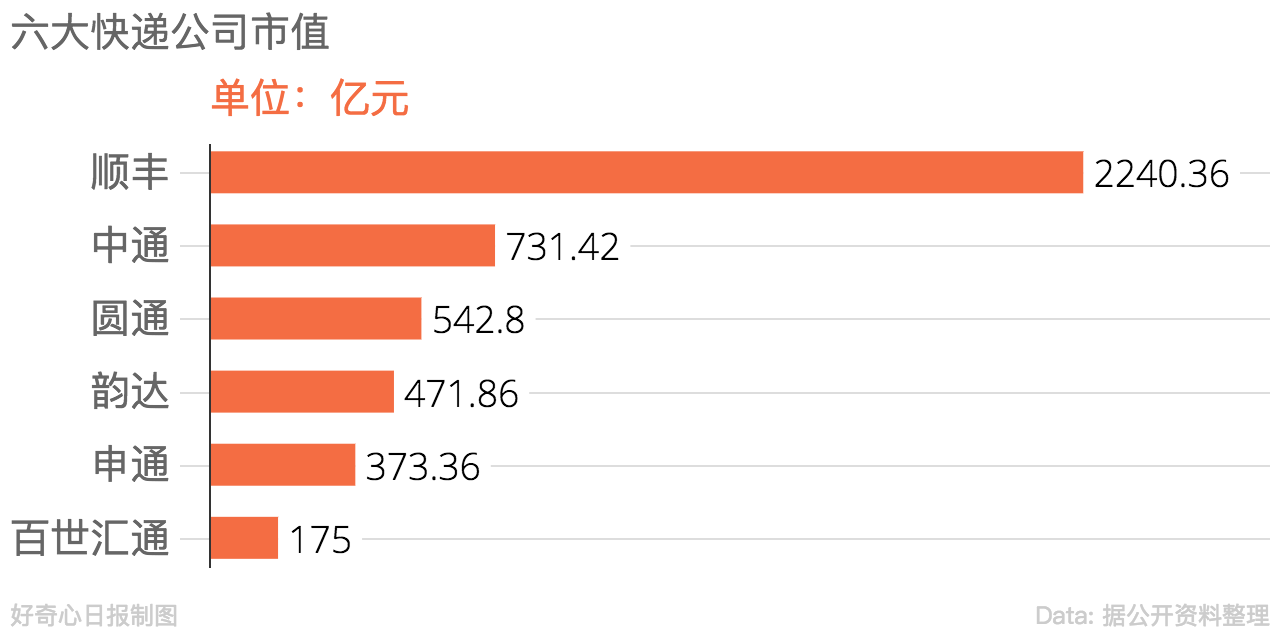 六大快递公司市值
单位：亿元
顺丰 2240.36
中通 731.42
圆通 542.8
韵达 471.86
申通 373.36
百世汇通 175
好奇心日报制图 Data: 据公开资料整理